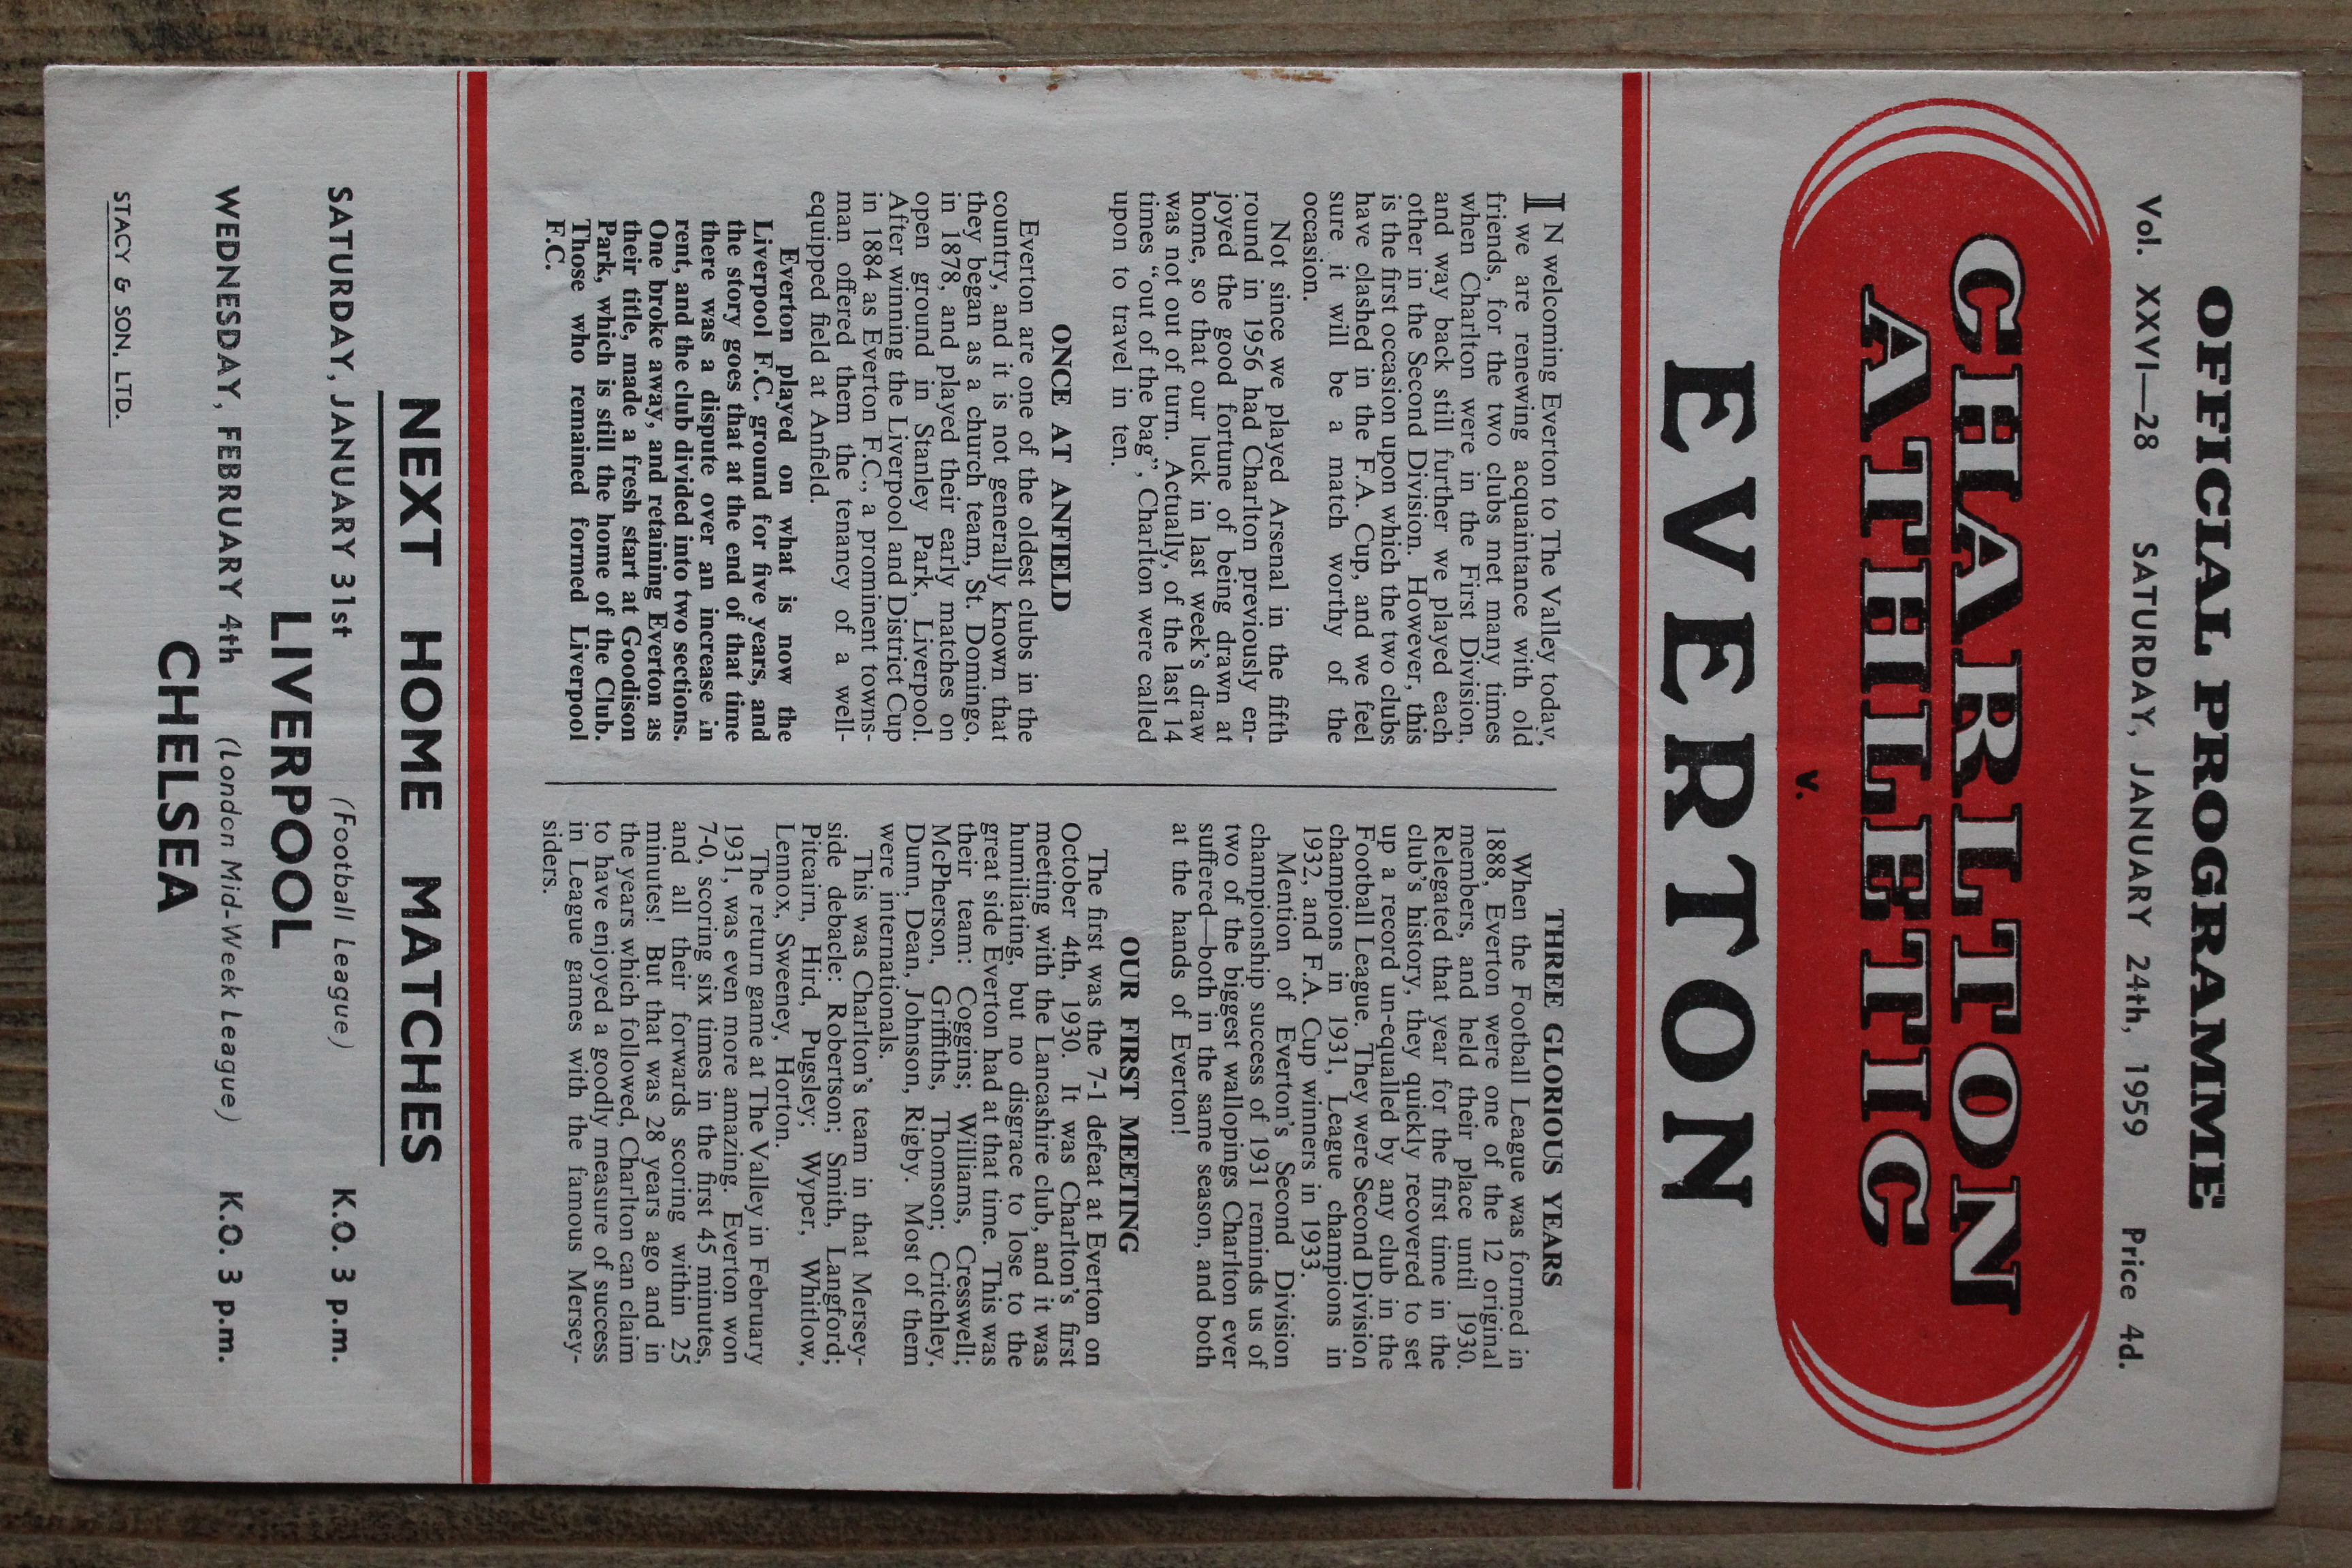 OFFICIAL PROGRAMME
Vol. XXVI—28 SATURDAY, JANUARY 24th, 1959 Price 4d.
CHARLTON
ATHLETIC
v.
EVERTON
IN welcoming Everton to The Valley today,
we are renewing acquaintance with old
friends, for the two clubs met many times
when Charlton were in the First Division,
and way back still further we played each
other in the Second Division. However, this
is the first occasion upon which the two clubs
have clashed in the F.A. Cup, and we feel
sure it will be a match worthy of the
occasion.
Not since we played Arsenal in the fifth
round in 1956 had Charlton previously en-
joyed the good fortune of being drawn at
home, so that our luck in last week's draw
was not out of turn. Actually, of the last 14
times "out of the bag", Charlton were called
upon to travel in ten.
ONCE AT ANFIELD
Everton are one of the oldest clubs in the
country, and it is not generally known that
they began as a church team, St. Domingo,
in 1878, and played their early matches on
open ground in Stanley Park, Liverpool.
After winning the Liverpool and District Cup
in 1884 as Everton F.C., a prominent towns-
man offered them the tenancy of a well-
equipped field at Anfield.
Everton played on what is now the
Liverpool F.C. ground for five years, and
the story goes that at the end of that time
there was a dispute over an increase in
rent, and the club divided into two sections.
One broke away, and retaining Everton as
their title, made a fresh start at Goodison
Park, which is still the home of the Club.
Those who remained formed Liverpool
F.C.
THREE GLORIOUS YEARS
When the Football League was formed in
1888, Everton were one of the 12 original
members, and held their place until 1930.
Relegated that year for the first time in the
club's history, they quickly recovered to set
up a record un-equalled by any club in the
Football League. They were Second Division
champions in 1931, League champions in
1932, and F.A. Cup winners in 1933.
Mention of Everton's Second Division
championship success of 1931 reminds us of
two of the biggest wallopings Charlton ever
suffered—both in the same season, and both
at the hands of Everton!
OUR FIRST MEETING
The first was the 7-1 defeat at Everton on
October 4th, 1930. It was Charlton's first
meeting with the Lancashire club, and it was
humiliating, but no disgrace to lose to the
great side Everton had at that time. This was
their team: Coggins; Williams, Cresswell;
McPherson, Griffiths, Thomson; Critchley,
Dunn, Dean, Johnson, Rigby. Most of them
were internationals.
This was Charlton's team in that Mersey-
side debacle: Robertson; Smith, Langford;
Pitcairn, Hird, Pugsley; Wyper, Whitlow,
Lennox, Sweeney, Horton.
The return game at The Valley in February
1931, was even more amazing. Everton won
7-0, scoring six times in the first 45 minutes,
and all their forwards scoring within 25
minutes! But that was 28 years ago and in
the years which followed, Charlton can claim
to have enjoyed a goodly measure of success
in League games with the famous Mersey-
siders.
NEXT HOME MATCHES
SATURDAY, JANUARY 31st (Football League) K.O. 3 p.m.
LIVERPOOL
WEDNESDAY, FEBRUARY 4th (London Mid-Week League) K.O. 3 p.m.
CHELSEA
STACY & SON, LTD.